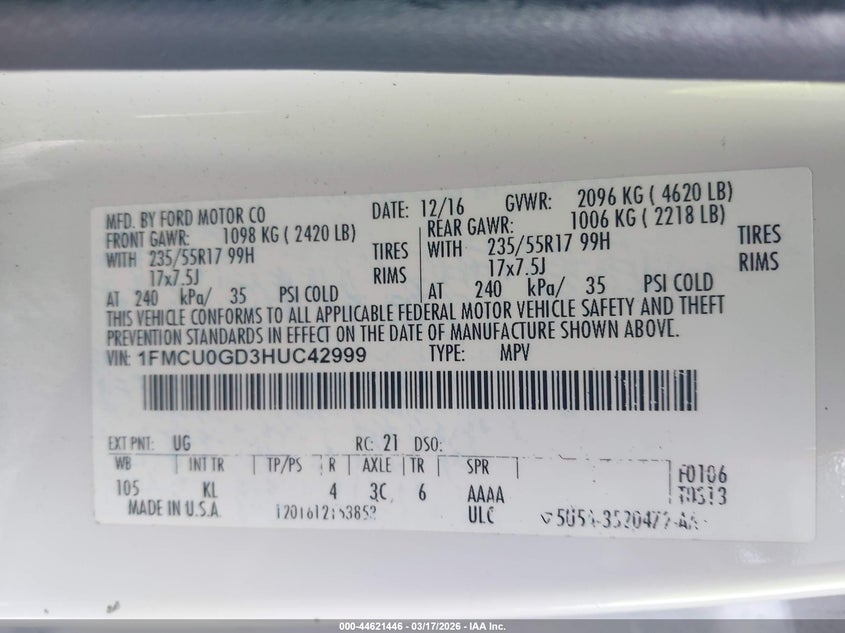 MFD. BY FORD MOTOR CO DATE: 12/16 GVWR: 2096 KG ( 4620 LB)
FRONT GAWR: 1098 KG ( 2420 LB) REAR GAWR: 1006 KG ( 2218 LB)
WITH 235/55R17 99H TIRES WITH 235/55R17 99H TIRES
17x7.5J RIMS 17x7.5J RIMS
AT 240 kPa/ 35 PSI COLD AT 240 kPa/ 35 PSI COLD
THIS VEHICLE CONFORMS TO ALL APPLICABLE FEDERAL MOTOR VEHICLE SAFETY AND THEFT
PREVENTION STANDARDS IN EFFECT ON THE DATE OF MANUFACTURE SHOWN ABOVE.
VIN: 1FMCU0GD3HUC42999 TYPE: MPV
EXT PNT: UG RC: 21 DSO:
WB INT TR TP/PS R AXLE TR SPR F0106
105 KL 4 3C 6 AAAA T0513
MADE IN U.S.A. ULC
000-44621446 - 03/17/2026 - IAA Inc.